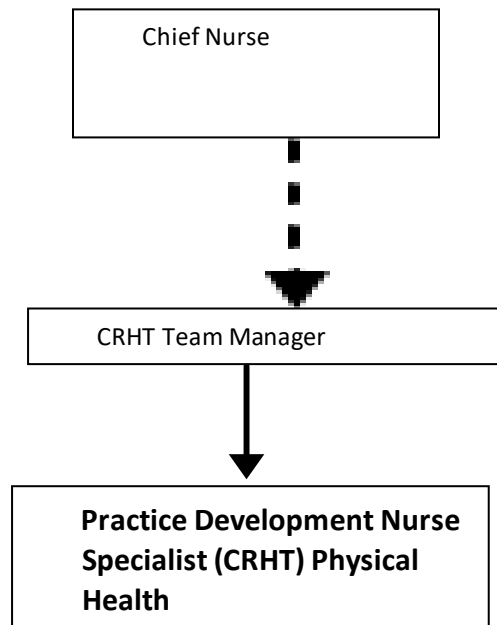 Chief Nurse
CRHT Team Manager
Practice Development Nurse
Specialist (CRHT) Physical
Health